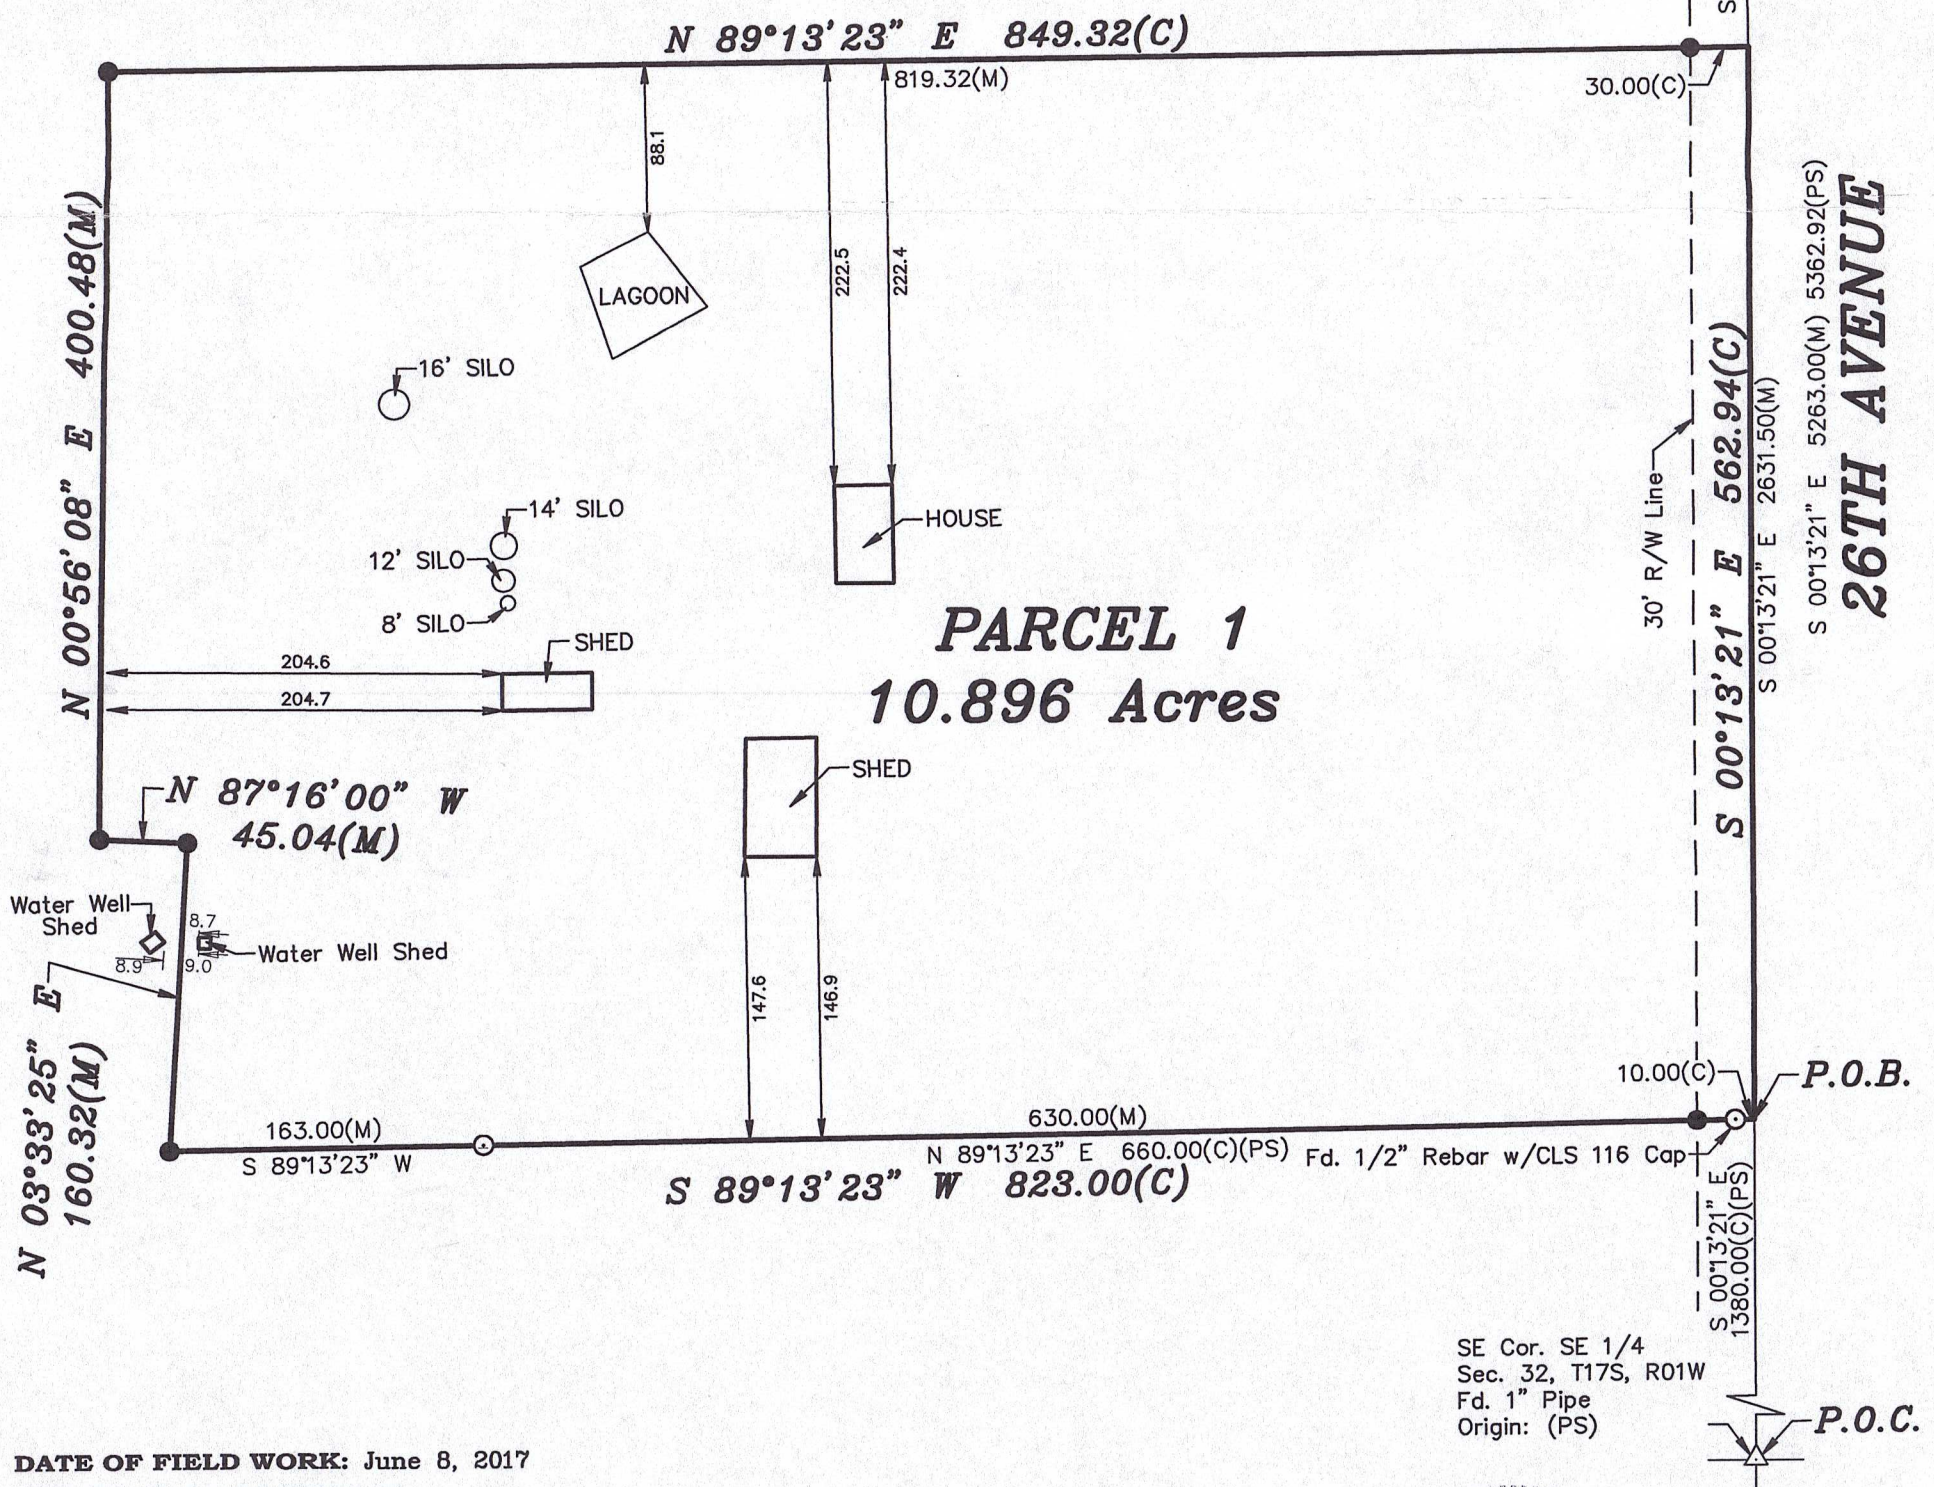 S
N 89°13'23" E 849.32(C)
819.32(M)
30.00(C)
88.1
222.5
222.4
N 00°56'08" E 400.48(M)
LAGOON
16' SILO
14' SILO
12' SILO
8' SILO
HOUSE
SHED
204.6
204.7
PARCEL 1
10.896 Acres
30' R/W Line
S 00°13'21" E 562.94(C)
S 00°13'21" E 2631.50(M)
S 00°13'21" E 5263.00(M) 5362.92(PS)
26TH AVENUE
SHED
N 87°16'00" W
45.04(M)
Water Well
Shed
8.7
8.9
9.0
Water Well Shed
N 03°33'25" E
160.32(M)
147.6
146.9
10.00(C)
P.O.B.
163.00(M)
630.00(M)
S 89°13'23" W
N 89°13'23" E 660.00(C)(PS)
Fd. 1/2" Rebar w/CLS 116 Cap
S 89°13'23" W 823.00(C)
S 00°13'21" E
1380.00(C)(PS)
SE Cor. SE 1/4
Sec. 32, T17S, R01W
Fd. 1" Pipe
Origin: (PS)
P.O.C.
DATE OF FIELD WORK: June 8, 2017